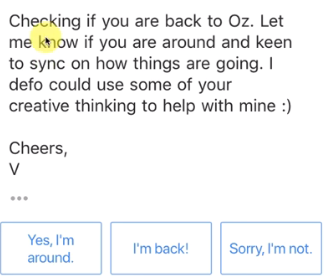 Checking if you are back to Oz. Let
me know if you are around and keen
to sync on how things are going. I
defo could use some of your
creative thinking to help with mine :)
Cheers,
V
•••
Yes, I'm
around.
I'm back!
Sorry, I'm not.